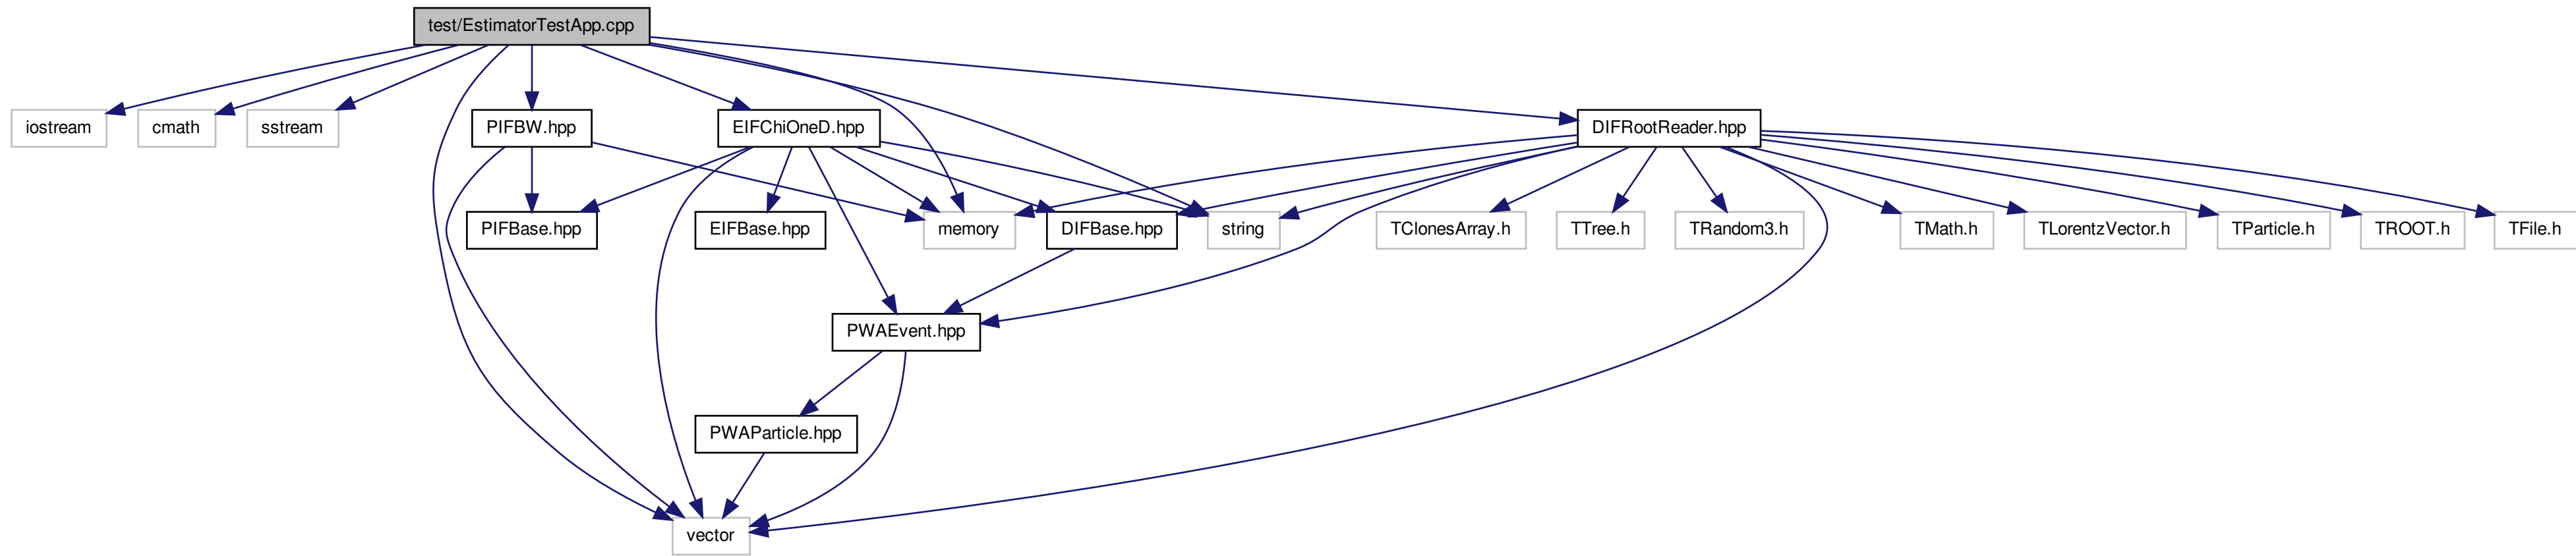 test/EstimatorTestApp.cpp
iostream
cmath
sstream
PIFBW.hpp
EIFChiOneD.hpp
DIFRootReader.hpp
PIFBase.hpp
EIFBase.hpp
memory
DIFBase.hpp
string
TClonesArray.h
TTree.h
TRandom3.h
TMath.h
TLorentzVector.h
TParticle.h
TROOT.h
TFile.h
PWAEvent.hpp
PWAParticle.hpp
vector